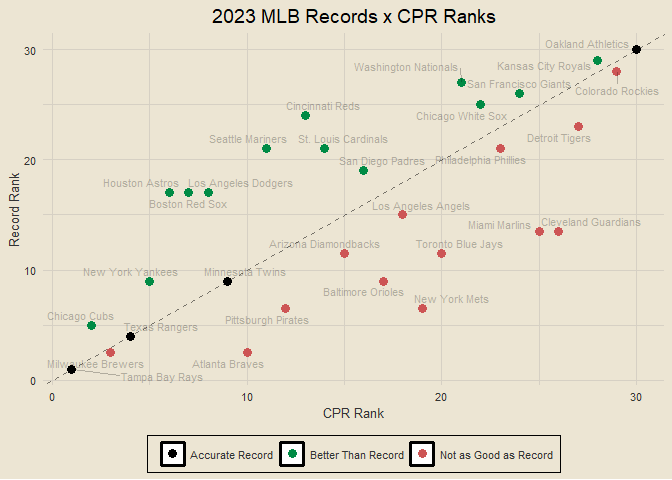 2023 MLB Records x CPR Ranks
Oakland Athletics
30
Kansas City Royals
Washington Nationals
San Francisco Giants
Colorado Rockies
Cincinnati Reds
Chicago White Sox
Seattle Mariners
St. Louis Cardinals
Detroit Tigers
20
San Diego Padres
Philadelphia Phillies
Houston Astros
Los Angeles Dodgers
Boston Red Sox
Los Angeles Angels
Miami Marlins
Cleveland Guardians
Arizona Diamondbacks
Toronto Blue Jays
New York Yankees
Minnesota Twins
10
Baltimore Orioles
New York Mets
Chicago Cubs
Texas Rangers
Pittsburgh Pirates
Milwaukee Brewers
Atlanta Braves
Tampa Bay Rays
0
Record Rank
0
10
20
30
CPR Rank
Accurate Record
Better Than Record
Not as Good as Record